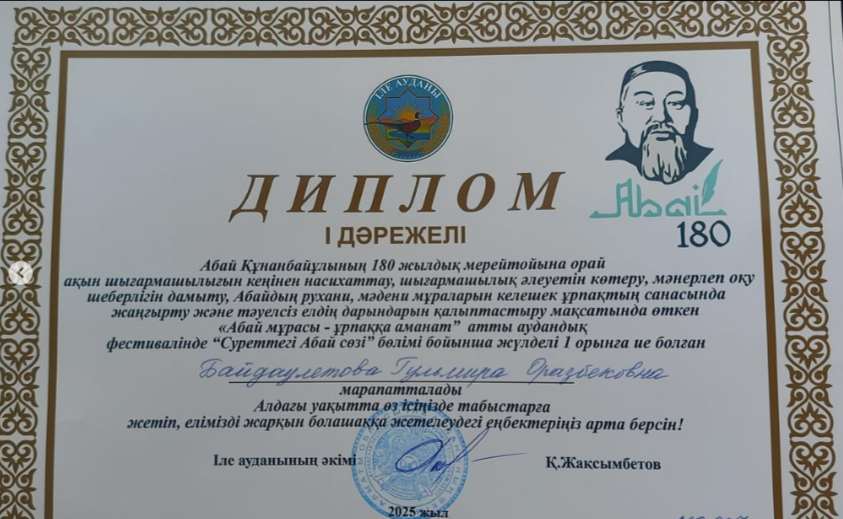 ІЛЕ АУДАНЫ
Abai
180
ДИПЛОМ
І ДӘРЕЖЕЛІ
Абай Құнанбайұлының 180 жылдық мерейтойына орай
ақын шығармашылығын кеңінен насихаттау, шығармашылық әлеуетін көтеру, мәнерлеп оқу
шеберлігін дамыту, Абайдың рухани, мәдени мұраларын келешек ұрпақтың санасында
жаңғырту және тәуелсіз елдің дарындарын қалыптастыру мақсатында өткен
«Абай мұрасы - ұрпаққа аманат” атты аудандық
фестивалінде “Суреттегі Абай сөзі” бөлімі бойынша жүлделі 1 орынға ие болған
Байдаулетова Гульмира Оразбековна
марапатталады
Алдағы уақытта өз ісіңізде табыстарға
жетіп, елімізді жарқын болашаққа жетелеудегі еңбектеріңіз арта берсін!
Іле ауданының әкімі
Қ.Жақсымбетов
2025 жыл